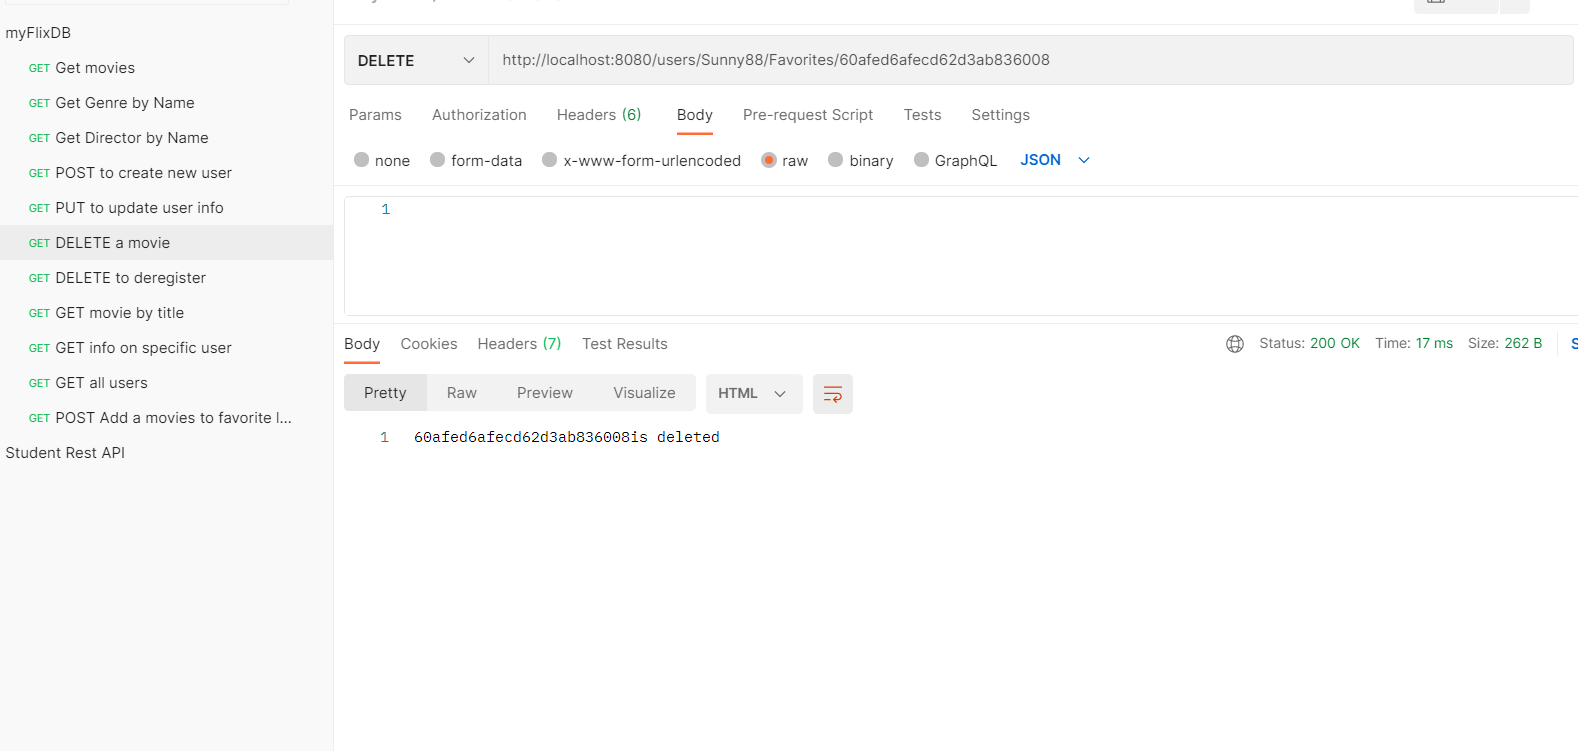 myFlixDB
GET Get movies
GET Get Genre by Name
GET Get Director by Name
GET POST to create new user
GET PUT to update user info
GET DELETE a movie
GET DELETE to deregister
GET GET movie by title
GET GET info on specific user
GET GET all users
GET POST Add a movies to favorite l...
Student Rest API
DELETE http://localhost:8080/users/Sunny88/Favorites/60afed6afecd62d3ab836008
Params Authorization Headers (6) Body Pre-request Script Tests Settings
none form-data x-www-form-urlencoded raw binary GraphQL JSON
1
Body Cookies Headers (7) Test Results Status: 200 OK Time: 17 ms Size: 262 B
Pretty Raw Preview Visualize HTML
1 60afed6afecd62d3ab836008is deleted